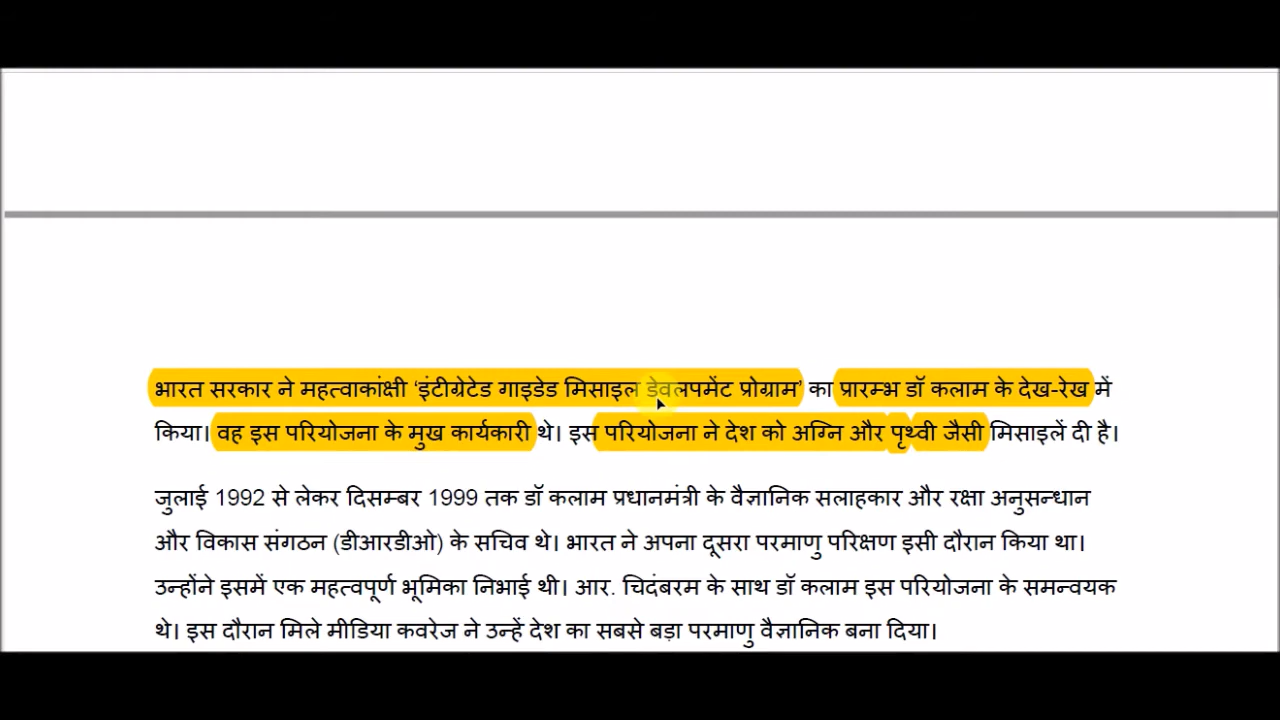 भारत सरकार ने महत्वाकांक्षी ‘इंटीग्रेटेड गाइडेड मिसाइल डेवलपमेंट प्रोग्राम’ का प्रारम्भ डॉ कलाम के देख-रेख में
किया। वह इस परियोजना के मुख कार्यकारी थे। इस परियोजना ने देश को अग्नि और पृथ्वी जैसी मिसाइलें दी है।
जुलाई 1992 से लेकर दिसम्बर 1999 तक डॉ कलाम प्रधानमंत्री के वैज्ञानिक सलाहकार और रक्षा अनुसन्धान
और विकास संगठन (डीआरडीओ) के सचिव थे। भारत ने अपना दूसरा परमाणु परिक्षण इसी दौरान किया था।
उन्होंने इसमें एक महत्वपूर्ण भूमिका निभाई थी। आर. चिदंबरम के साथ डॉ कलाम इस परियोजना के समन्वयक
थे। इस दौरान मिले मीडिया कवरेज ने उन्हें देश का सबसे बड़ा परमाणु वैज्ञानिक बना दिया।